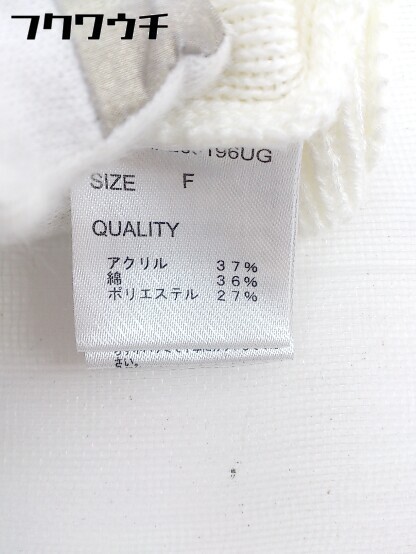 フクワウチ
196UG
SIZE F
QUALITY
アクリル 37%
綿 36%
ポリエステル 27%
さい。